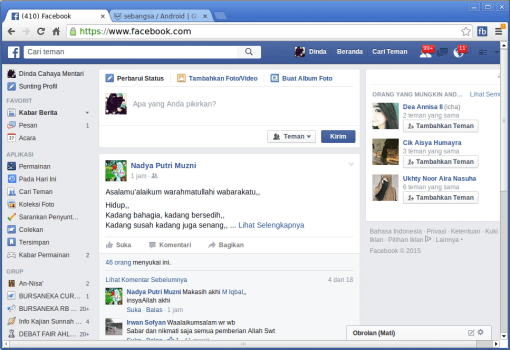 (410) Facebook
sebangsa / Android | G
https://www.facebook.com
Cari teman
Dinda
Beranda
Cari Teman
99+
Dinda Cahaya Mentari
Sunting Profil
FAVORIT
Kabar Berita
Pesan 1
Acara
APLIKASI
Permainan
Pada Hari Ini
Cari Teman
Koleksi Foto
Sarankan Penyunt...
Colekan
Tersimpan
Kabar Permainan 2
GRUP
An-Nisa'
BURSANEKA CUR...
BURSANEKA RB ... 20+
Info Kajian Sunnah ... 4
DEBAT FAIR AHL... 20+
Perbarui Status
Tambahkan Foto/Video
Buat Album Foto
Apa yang Anda pikirkan?
Teman
Kirim
Nadya Putri Muzni
1 jam
Asalamu'alaikum warahmatullahi wabarakatu,,
Hidup,,
Kadang bahagia, kadang bersedih,,
Kadang susah kadang juga senang,, ... Lihat Selengkapnya
Suka
Komentari
Bagikan
46 orang menyukai ini.
Lihat Komentar Sebelumnya 4 dari 18
Nadya Putri Muzni Makasih akhi M Iqbal,,
insyaAllah akhi
Suka · Balas · 1 jam
Irwan Sofyan Waalaikumsalam wr wb
Sabar dan nikmati saja semua pemberian Allah Swt
ORANG YANG MUNGKIN AND...
Lihat Semu
Dea Annisa II (icha)
2 teman yang sama
Tambahkan Teman
Cik Aisya Humayra
3 teman yang sama
Tambahkan Teman
Ukhty Noor Aira Nasuha
6 teman yang sama
Tambahkan Teman
Bahasa Indonesia · Privasi · Ketentuan · Kuki
Iklan · Pilihan Iklan · Lainnya
Facebook © 2015
Obrolan (Mati)